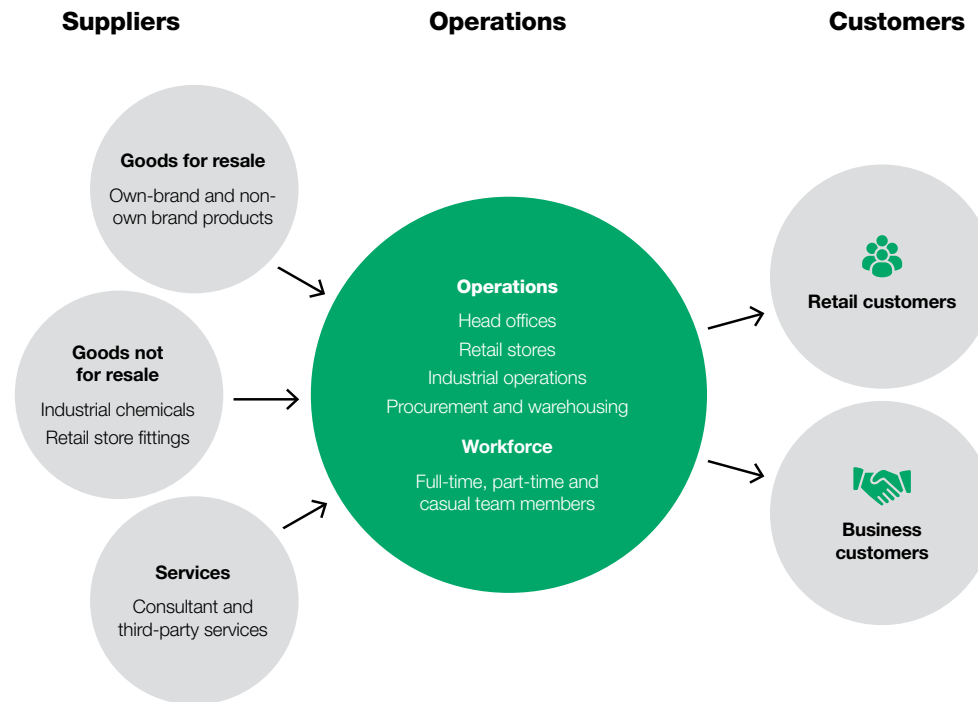 Suppliers
Operations
Customers
Goods for resale
Own-brand and non-
own brand products
Goods not
for resale
Industrial chemicals
Retail store fittings
Services
Consultant and
third-party services
Operations
Head offices
Retail stores
Industrial operations
Procurement and warehousing
Workforce
Full-time, part-time and
casual team members
Retail customers
Business
customers